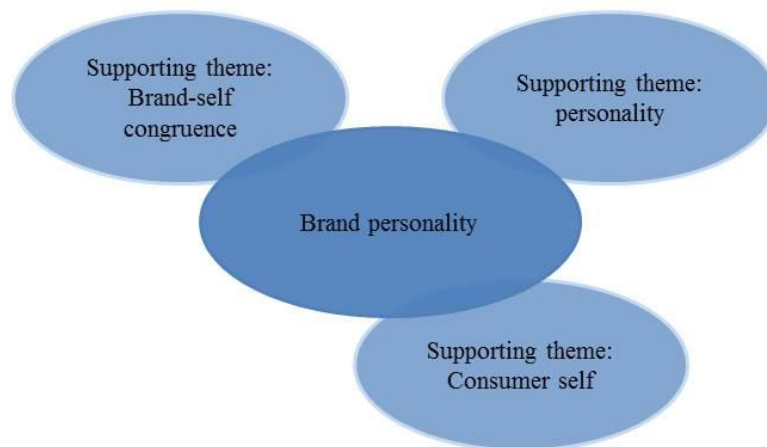 Supporting theme:
Brand-self
congruence
Supporting theme:
personality
Brand personality
Supporting theme:
Consumer self